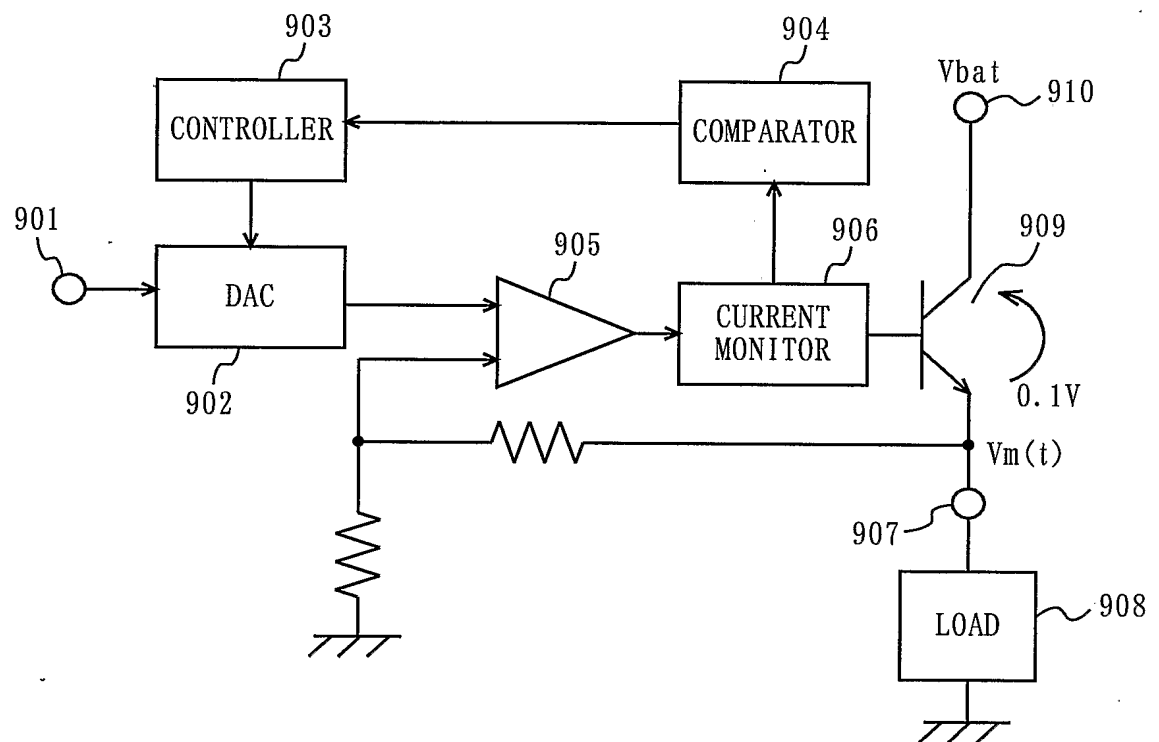 903
904
Vbat
910
CONTROLLER
COMPARATOR
901
905
906
909
DAC
CURRENT
MONITOR
902
0.1V
Vm(t)
907
LOAD
908